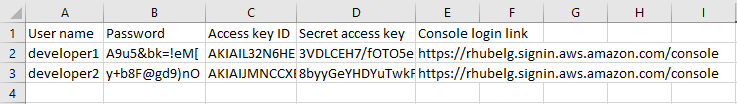 A B C D E F G H I
1 User name Password Access key ID Secret access key Console login link
2 developer1 A9u5&bk=!eM[ AKIAIL32N6HE 3VDLCEH7/fOTO5e https://rhubelg.signin.aws.amazon.com/console
3 developer2 y+b8F@gd9)nO AKIAIJMNCCXI 8byyGeYHDYuTwkF https://rhubelg.signin.aws.amazon.com/console
4